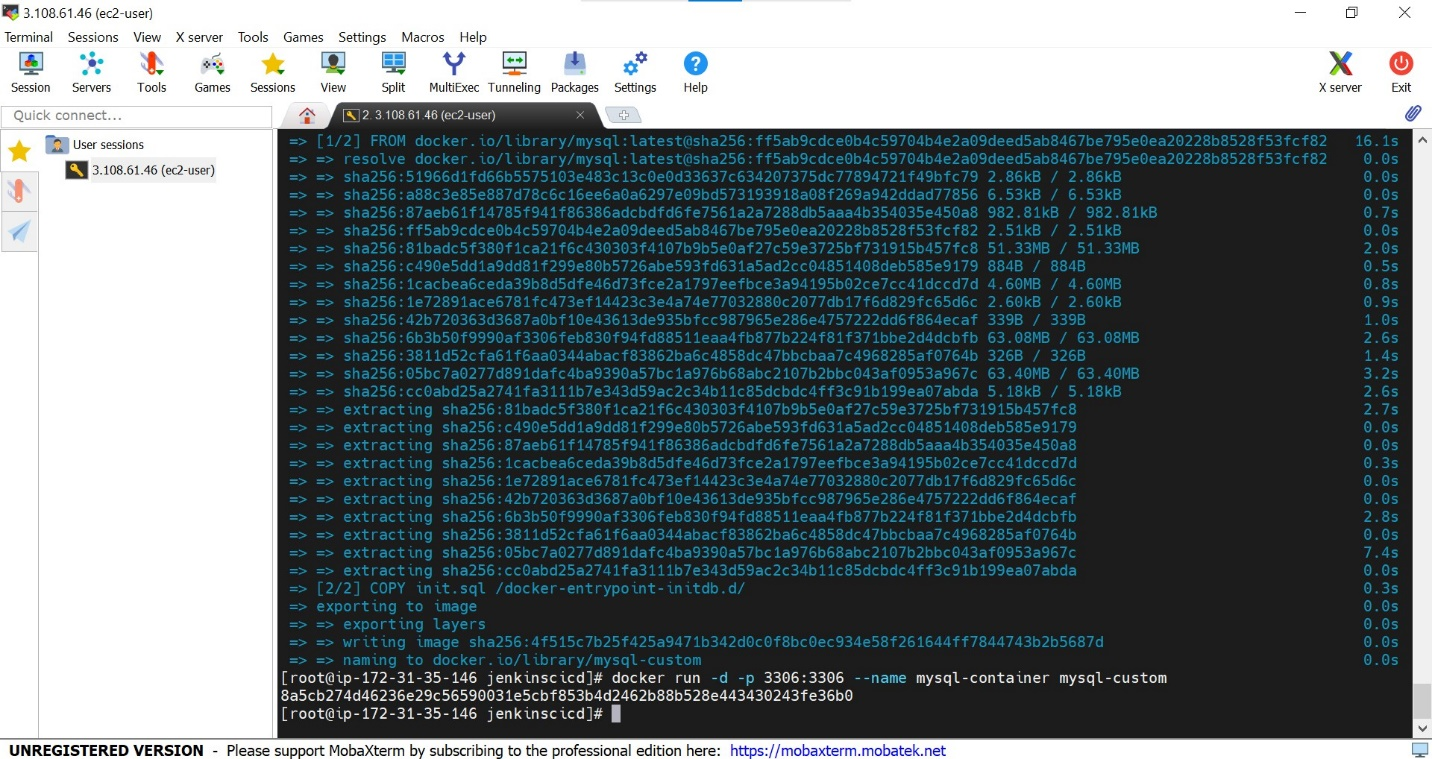 3.108.61.46 (ec2-user)
Terminal Sessions View X server Tools Games Settings Macros Help
Session Servers Tools Games Sessions View Split MultiExec Tunneling Packages Settings Help X server Exit
Quick connect...
2. 3.108.61.46 (ec2-user)
User sessions
3.108.61.46 (ec2-user)
=> [1/2] FROM docker.io/library/mysql:latest@sha256:ff5ab9cdce0b4c59704b4e2a09deed5ab8467be795e0ea20228b8528f53fcf82 16.1s
=> => resolve docker.io/library/mysql:latest@sha256:ff5ab9cdce0b4c59704b4e2a09deed5ab8467be795e0ea20228b8528f53fcf82 0.0s
=> => sha256:51966d1fd66b5575103e483c13c0e0d33637c634207375dc77894721f49bfc79 2.86kB / 2.86kB 0.0s
=> => sha256:a88c3e85e887d78c6c16ee6a0a6297e09bd573193918a08f269a942ddad77856 6.53kB / 6.53kB 0.0s
=> => sha256:87aeb61f14785f941f86386adcbdfd6fe7561a2a7288db5aaa4b354035e450a8 982.81kB / 982.81kB 0.7s
=> => sha256:ff5ab9cdce0b4c59704b4e2a09deed5ab8467be795e0ea20228b8528f53fcf82 2.51kB / 2.51kB 0.0s
=> => sha256:81badc5f380f1ca21f6c430303f4107b9b5e0af27c59e3725bf731915b457fc8 51.33MB / 51.33MB 2.0s
=> => sha256:c490e5dd1a9dd81f299e80b5726abe593fd631a5ad2cc04851408deb585e9179 884B / 884B 0.5s
=> => sha256:1cacbea6ceda39b8d5dfe46d73fce2a1797eefbce3a94195b02ce7cc41dccd7d 4.60MB / 4.60MB 0.8s
=> => sha256:1e72891ace6781fc473ef14423c3e4a74e77032880c2077db17f6d829fc65d6c 2.60kB / 2.60kB 0.9s
=> => sha256:42b720363d3687a0bf10e43613de935bfcc987965e286e4757222dd6f864ecaf 339B / 339B 1.0s
=> => sha256:6b3b50f9990af3306feb830f94fd88511eaa4fb877b224f81f371bbe2d4dcbfb 63.08MB / 63.08MB 2.6s
=> => sha256:3811d52cfa61f6aa0344abacf83862ba6c4858dc47bbcbaa7c4968285af0764b 326B / 326B 1.4s
=> => sha256:05bc7a0277d891dafc4ba9390a57bc1a976b68abc2107b2bbc043af0953a967c 63.40MB / 63.40MB 3.2s
=> => sha256:cc0abd25a2741fa3111b7e343d59ac2c34b11c85dcbdc4ff3c91b199ea07abda 5.18kB / 5.18kB 2.6s
=> => extracting sha256:81badc5f380f1ca21f6c430303f4107b9b5e0af27c59e3725bf731915b457fc8 2.7s
=> => extracting sha256:c490e5dd1a9dd81f299e80b5726abe593fd631a5ad2cc04851408deb585e9179 0.0s
=> => extracting sha256:87aeb61f14785f941f86386adcbdfd6fe7561a2a7288db5aaa4b354035e450a8 0.0s
=> => extracting sha256:1cacbea6ceda39b8d5dfe46d73fce2a1797eefbce3a94195b02ce7cc41dccd7d 0.3s
=> => extracting sha256:1e72891ace6781fc473ef14423c3e4a74e77032880c2077db17f6d829fc65d6c 0.0s
=> => extracting sha256:42b720363d3687a0bf10e43613de935bfcc987965e286e4757222dd6f864ecaf 0.0s
=> => extracting sha256:6b3b50f9990af3306feb830f94fd88511eaa4fb877b224f81f371bbe2d4dcbfb 2.8s
=> => extracting sha256:3811d52cfa61f6aa0344abacf83862ba6c4858dc47bbcbaa7c4968285af0764b 0.0s
=> => extracting sha256:05bc7a0277d891dafc4ba9390a57bc1a976b68abc2107b2bbc043af0953a967c 7.4s
=> => extracting sha256:cc0abd25a2741fa3111b7e343d59ac2c34b11c85dcbdc4ff3c91b199ea07abda 0.0s
=> [2/2] COPY init.sql /docker-entrypoint-initdb.d/ 0.3s
=> exporting to image 0.0s
=> => exporting layers 0.0s
=> => writing image sha256:4f515c7b25f425a9471b342d0c0f8bc0ec934e58f261644ff7844743b2b5687d 0.0s
=> => naming to docker.io/library/mysql-custom 0.0s
[root@ip-172-31-35-146 jenkinscicd]# docker run -d -p 3306:3306 --name mysql-container mysql-custom
8a5cb274d46236e29c56590031e5cbf853b4d2462b88b528e443430243fe36b0
[root@ip-172-31-35-146 jenkinscicd]#
UNREGISTERED VERSION - Please support MobaXterm by subscribing to the professional edition here: https://mobaxterm.mobatek.net